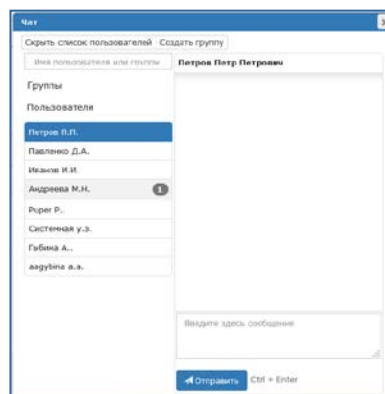 Чат
Скрыть список пользователей Создать группу
Имя пользователя или группы
Петров Петр Петрович
Группы
Пользователи
Петров П.П.
Павленко Д.А.
Иванов И.И.
Андреева М.Н. 1
Puper P..
Системная у.з.
Габина А..
aagybina a.a.
Введите здесь сообщение
Отправить Ctrl + Enter